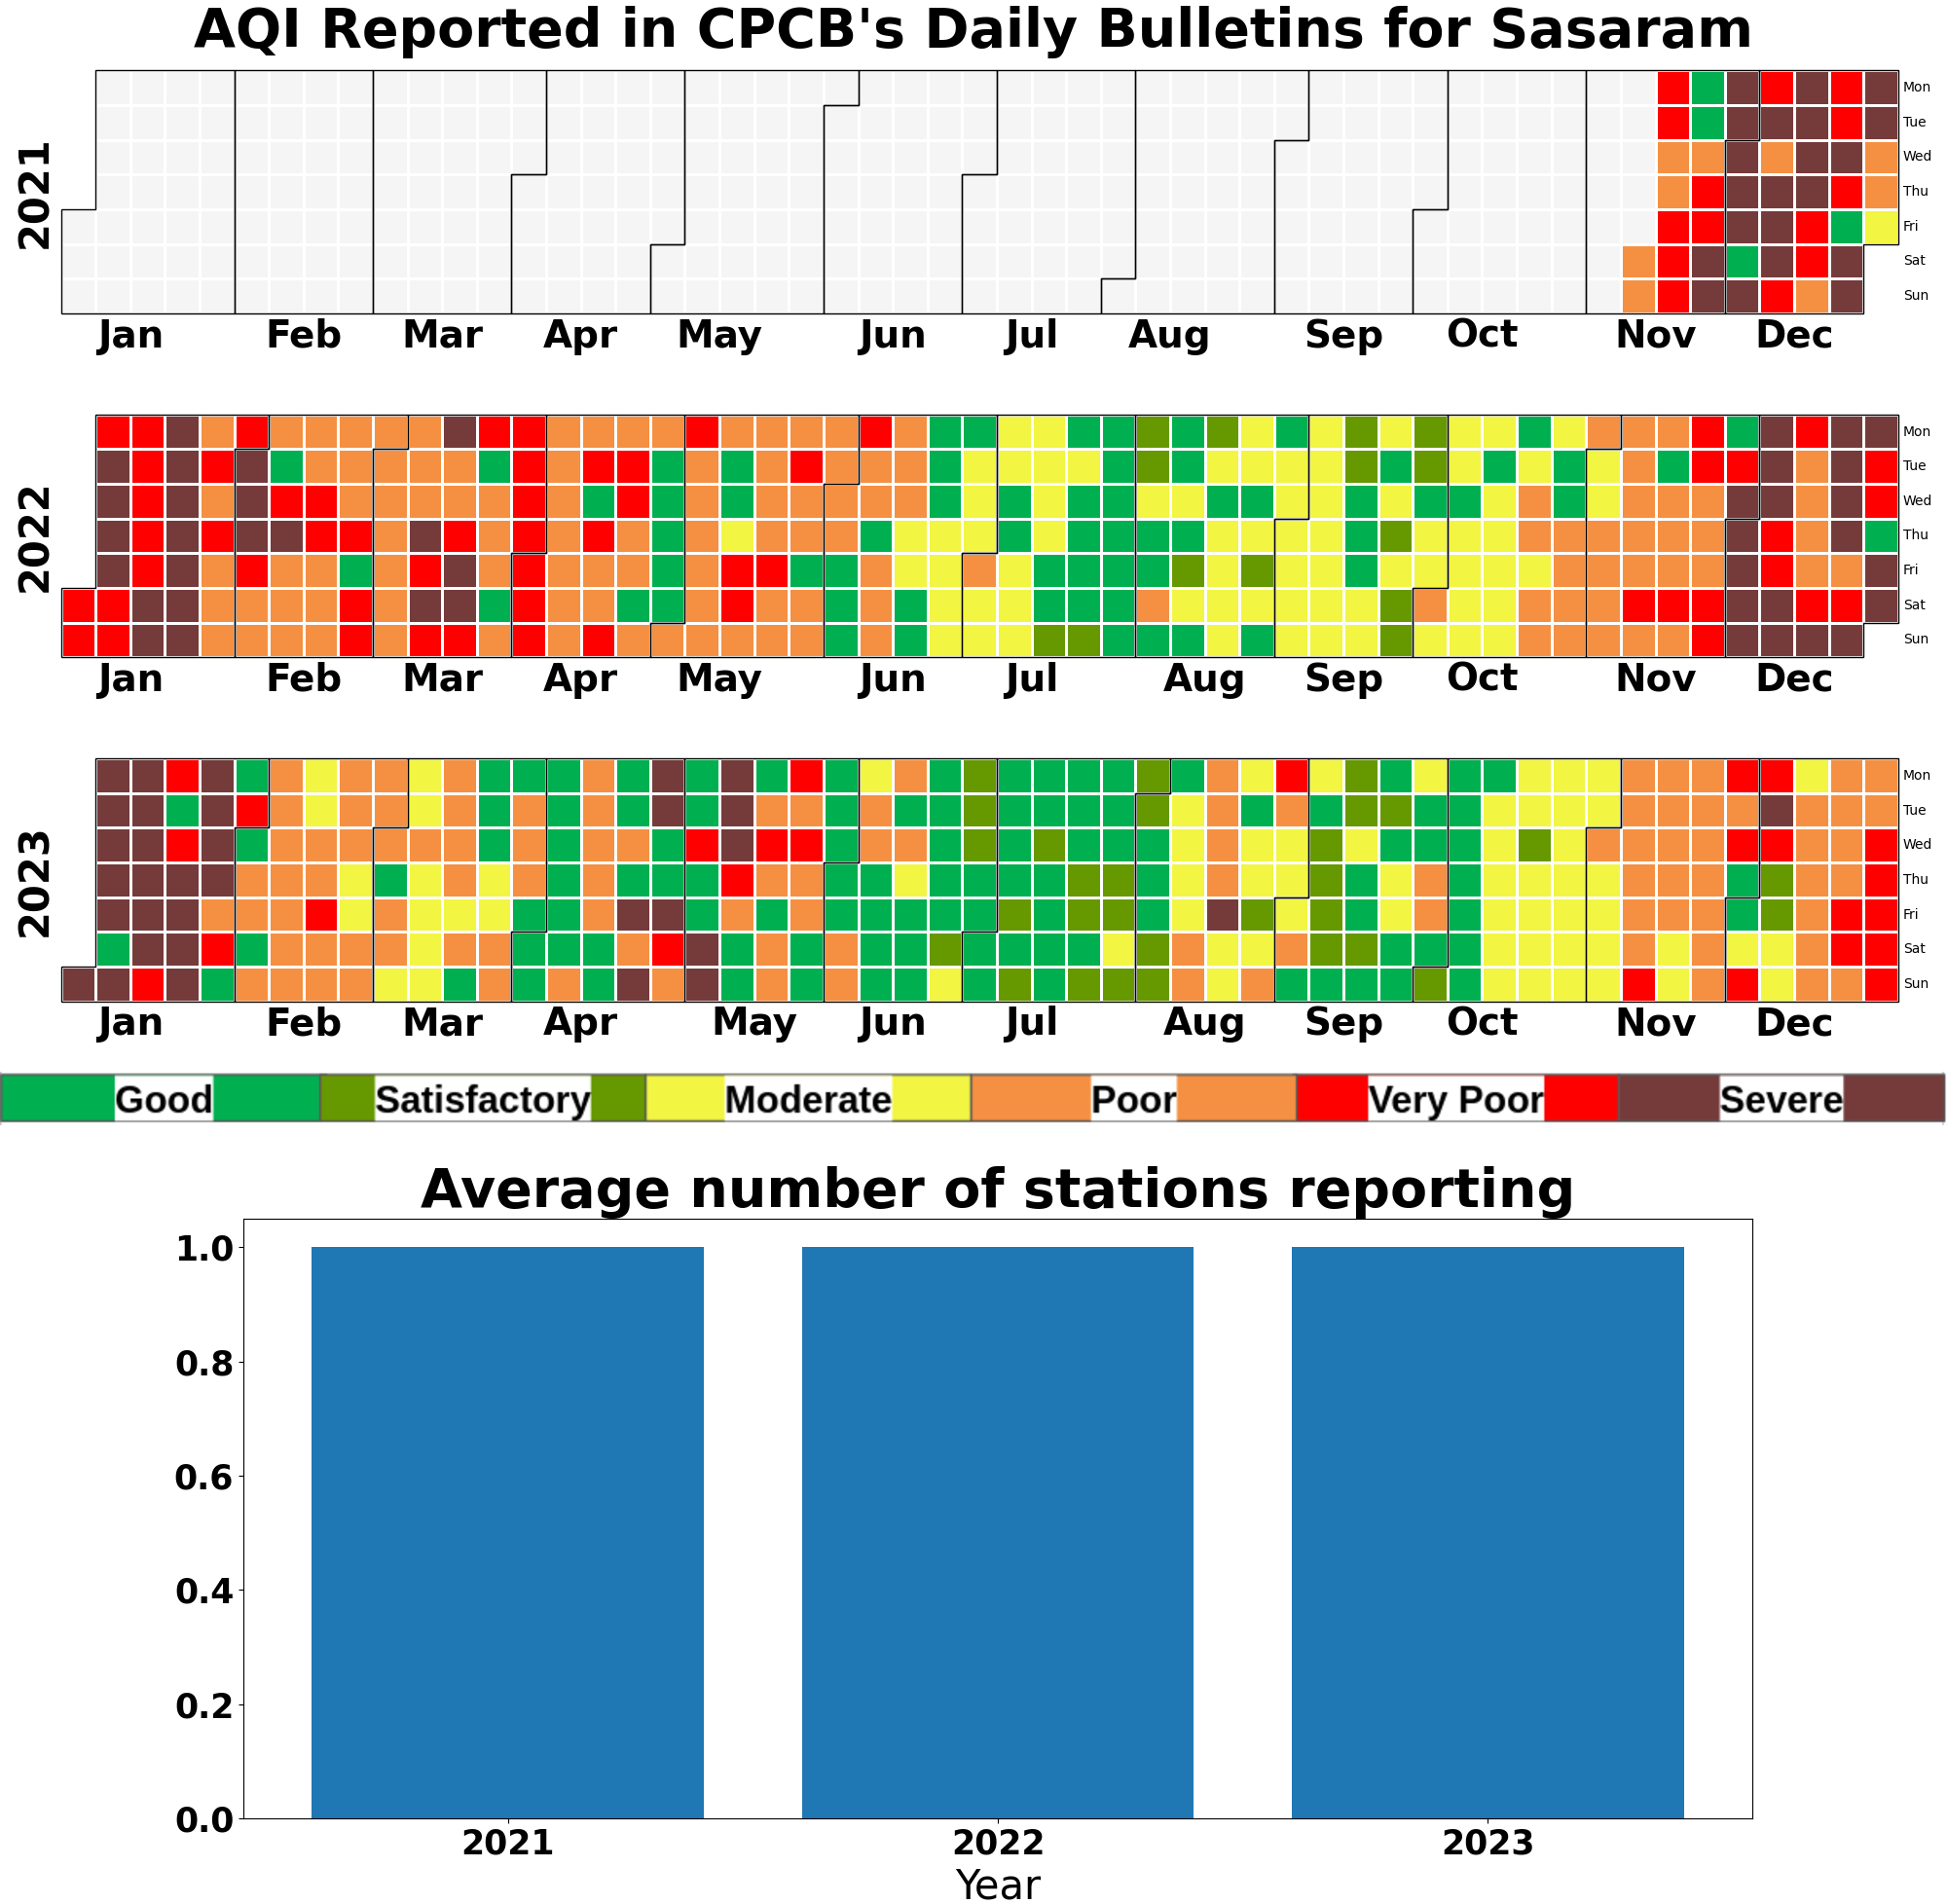 AQI Reported in CPCB's Daily Bulletins for Sasaram
2021
Mon
Tue
Wed
Thu
Fri
Sat
Sun
Jan Feb Mar Apr May Jun Jul Aug Sep Oct Nov Dec
2022
Mon
Tue
Wed
Thu
Fri
Sat
Sun
Jan Feb Mar Apr May Jun Jul Aug Sep Oct Nov Dec
2023
Mon
Tue
Wed
Thu
Fri
Sat
Sun
Jan Feb Mar Apr May Jun Jul Aug Sep Oct Nov Dec
Good Satisfactory Moderate Poor Very Poor Severe
Average number of stations reporting
1.0
0.8
0.6
0.4
0.2
0.0
2021 2022 2023
Year